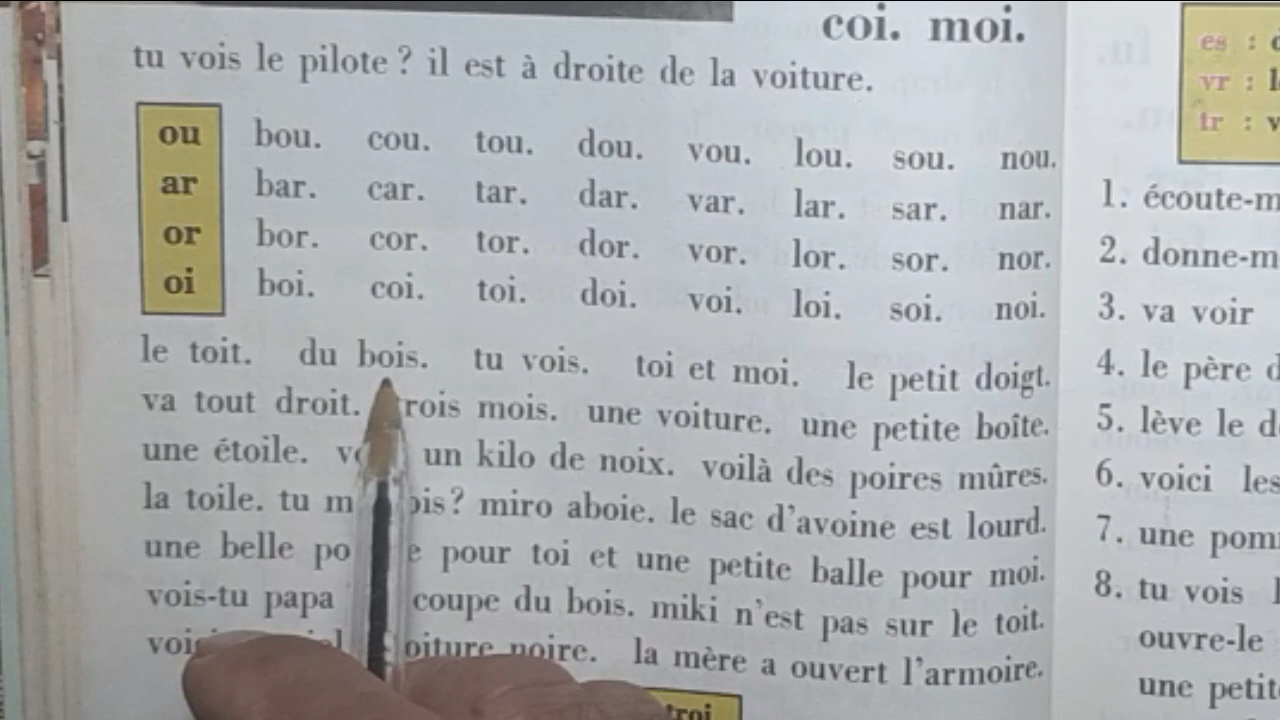 coi. moi.
tu vois le pilote ? il est à droite de la voiture.
ou bou. cou. tou. dou. vou. lou. sou. nou.
ar bar. car. tar. dar. var. lar. sar. nar.
or bor. cor. tor. dor. vor. lor. sor. nor.
oi boi. coi. toi. doi. voi. loi. soi. noi.
le toit. du bois. tu vois. toi et moi. le petit doigt.
va tout droit. rois mois. une voiture. une petite boîte.
une étoile. un kilo de noix. voilà des poires mûres.
la toile. tu m ois ? miro aboie. le sac d'avoine est lourd.
une belle po e pour toi et une petite balle pour moi.
vois-tu papa coupe du bois. miki n'est pas sur le toit.
oiture noire. la mère a ouvert l'armoire.
troi
es :
vr :
tr : v
1. écoute-m
2. donne-m
3. va voir
4. le père d
5. lève le d
6. voici les
7. une pom
8. tu vois
ouvre-le
une petit